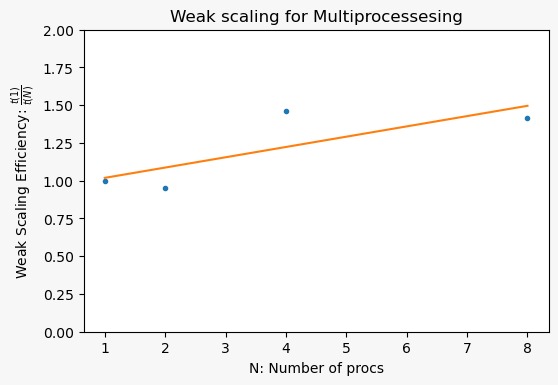 Weak scaling for Multiprocessesing
Weak Scaling Efficiency: t(1)/t(N)
2.00
1.75
1.50
1.25
1.00
0.75
0.50
0.25
0.00
1 2 3 4 5 6 7 8
N: Number of procs